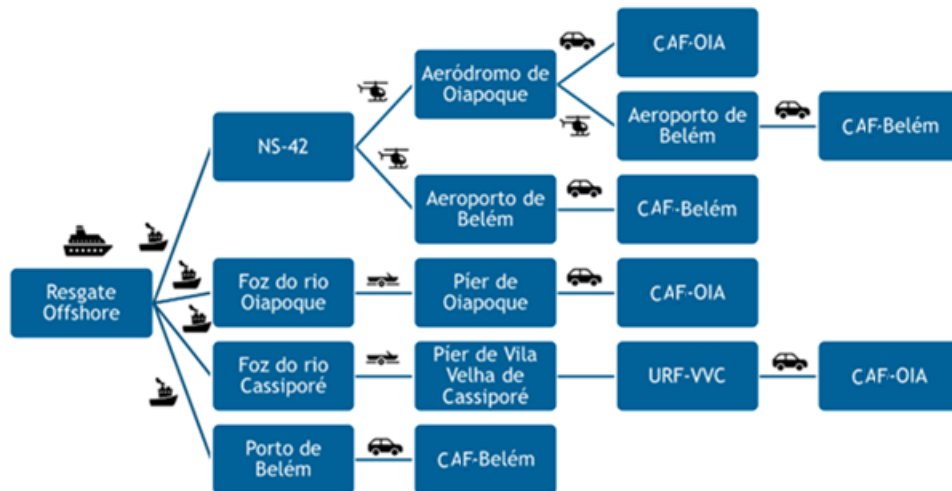 CAF-OIA
Aeródromo de
Oiapoque
Aeroporto de
Belém
CAF-Belém
NS-42
Aeroporto de
Belém
CAF-Belém
Resgate
Offshore
Foz do rio
Oiapoque
Píer de
Oiapoque
CAF-OIA
Foz do rio
Cassiporé
Píer de Vila
Velha de
Cassiporé
URF-VVC
CAF-OIA
Porto de
Belém
CAF-Belém